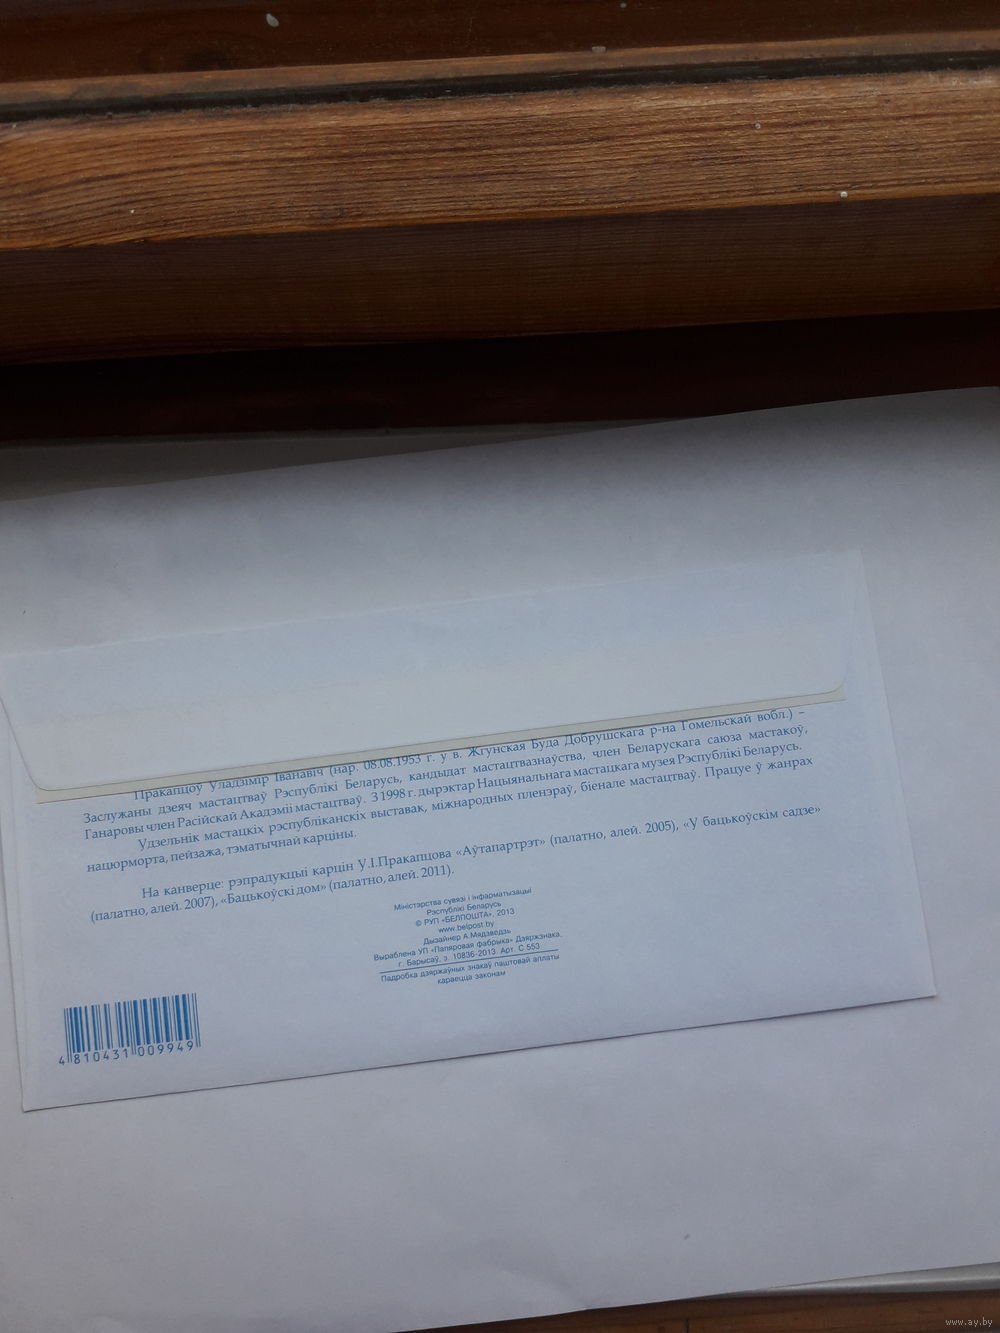 Пракапцоў Уладзімір Іванавіч (нар. 08.08.1953 г. у в. Жгунская Буда Добрушскага р-на Гомельскай вобл.) –
Заслужаны дзеяч мастацтваў Рэспублікі Беларусь, кандыдат мастацтвазнаўства, член Беларускага саюза мастакоў,
Ганаровы член Расійскай Акадэміі мастацтваў. З 1998 г. дырэктар Нацыянальнага мастацкага музея Рэспублікі Беларусь.
Удзельнік мастацкіх рэспубліканскіх выставак, міжнародных пленэраў, біенале мастацтваў. Працуе ў жанрах
нацюрморта, пейзажа, тэматычнай карціны.
На канверце: рэпрадукцыі карцін У.І.Пракапцова «Аўтапартрэт» (палатно, алей. 2005), «У бацькоўскім садзе»
(палатно, алей. 2007), «Бацькоўскі дом» (палатно, алей. 2011).
Міністэрства сувязі і інфарматызацыі
Рэспублікі Беларусь
© РУП «БЕЛПОШТА», 2013
www.belpost.by
Дызайнер А.Мядзведзь
Выраблена УП «Папяровая фабрыка» Дзяржзнака,
г. Барысаў, з. 10836-2013. Арт. С 553
Падробка дзяржаўных знакаў паштовай аплаты
караецца законам
4 810431 009949
www.ay.by